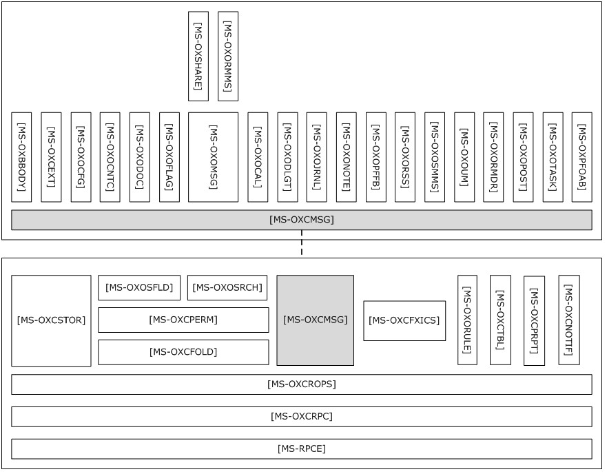 [MS-OXSHARE]
[MS-OXORMMS]
[MS-OXBBODY]
[MS-OXCEXT]
[MS-OXOCFG]
[MS-OXOCNTC]
[MS-OXODOC]
[MS-OXOFLAG]
[MS-OXOMSG]
[MS-OXOCAL]
[MS-OXODLGT]
[MS-OXOJRNL]
[MS-OXONOTE]
[MS-OXOPFFB]
[MS-OXORSS]
[MS-OXOSMMS]
[MS-OXOUM]
[MS-OXORMDR]
[MS-OXOPOST]
[MS-OXOTASK]
[MS-OXPFOAB]
[MS-OXCMSG]
[MS-OXCSTOR]
[MS-OXOSFLD]
[MS-OXOSRCH]
[MS-OXCPERM]
[MS-OXCFOLD]
[MS-OXCMSG]
[MS-OXCFXICS]
[MS-OXORULE]
[MS-OXCTBL]
[MS-OXCPRPT]
[MS-OXCNOTIF]
[MS-OXCROPS]
[MS-OXCRPC]
[MS-RPCE]